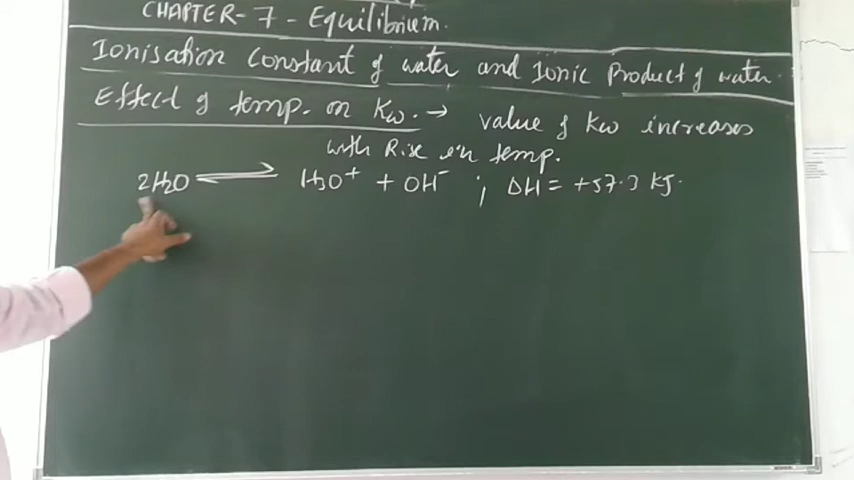 CHAPTER-7-Equilibrium.
Ionisation Constant of water and Ionic Product of water.
Effect of temp. on Kw. → value of Kw increases
with Rise in temp.
2H₂O ⇌ H₃O⁺ + OH⁻ ; ΔH = +57.3 kJ.